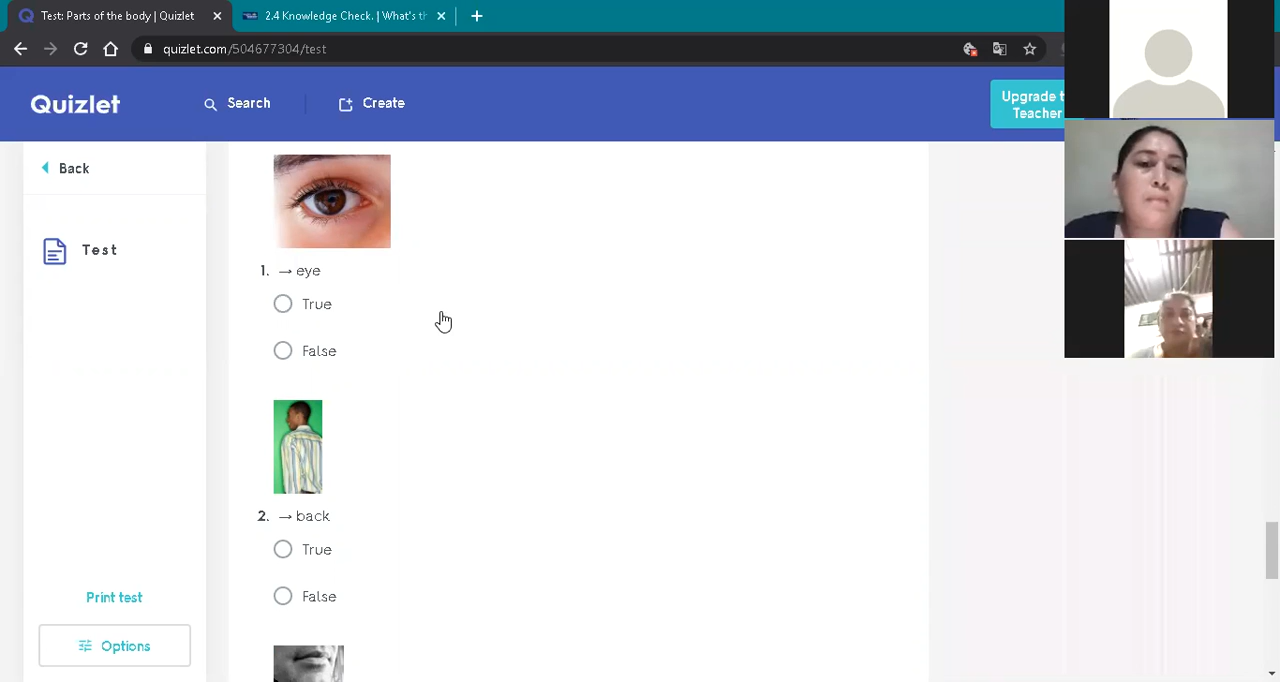 Test: Parts of the body | Quizlet
2.4 Knowledge Check. | What's th
quizlet.com/504677304/test
Quizlet
Search
Create
Upgrade t
Teacher
Back
Test
1. → eye
True
False
2. → back
True
False
Print test
Options